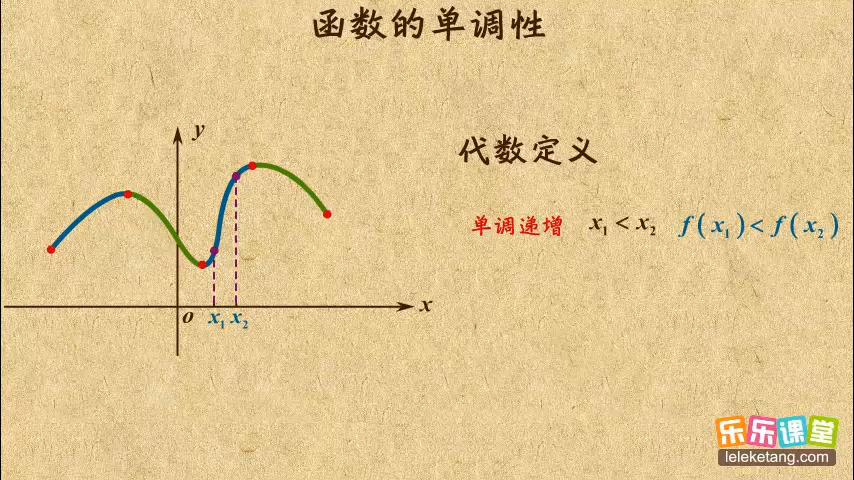 函数的单调性
y
代数定义
单调递增 x₁ < x₂ f(x₁) < f(x₂)
x
o x₁ x₂
乐乐课堂
leleketang.com